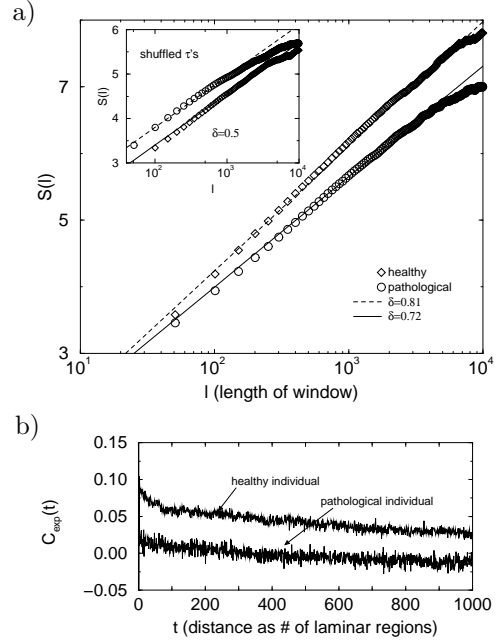 a)
shuffled τ's
δ=0.5
S(l)
6
5
4
3
10²
10³
10⁴
l
S(l)
7
5
3
healthy
pathological
δ=0.81
δ=0.72
10¹
10²
10³
10⁴
l (length of window)
b)
C_exp(t)
0.15
0.10
0.05
0.00
−0.05
healthy individual
pathological individual
0
200
400
600
800
1000
t (distance as # of laminar regions)